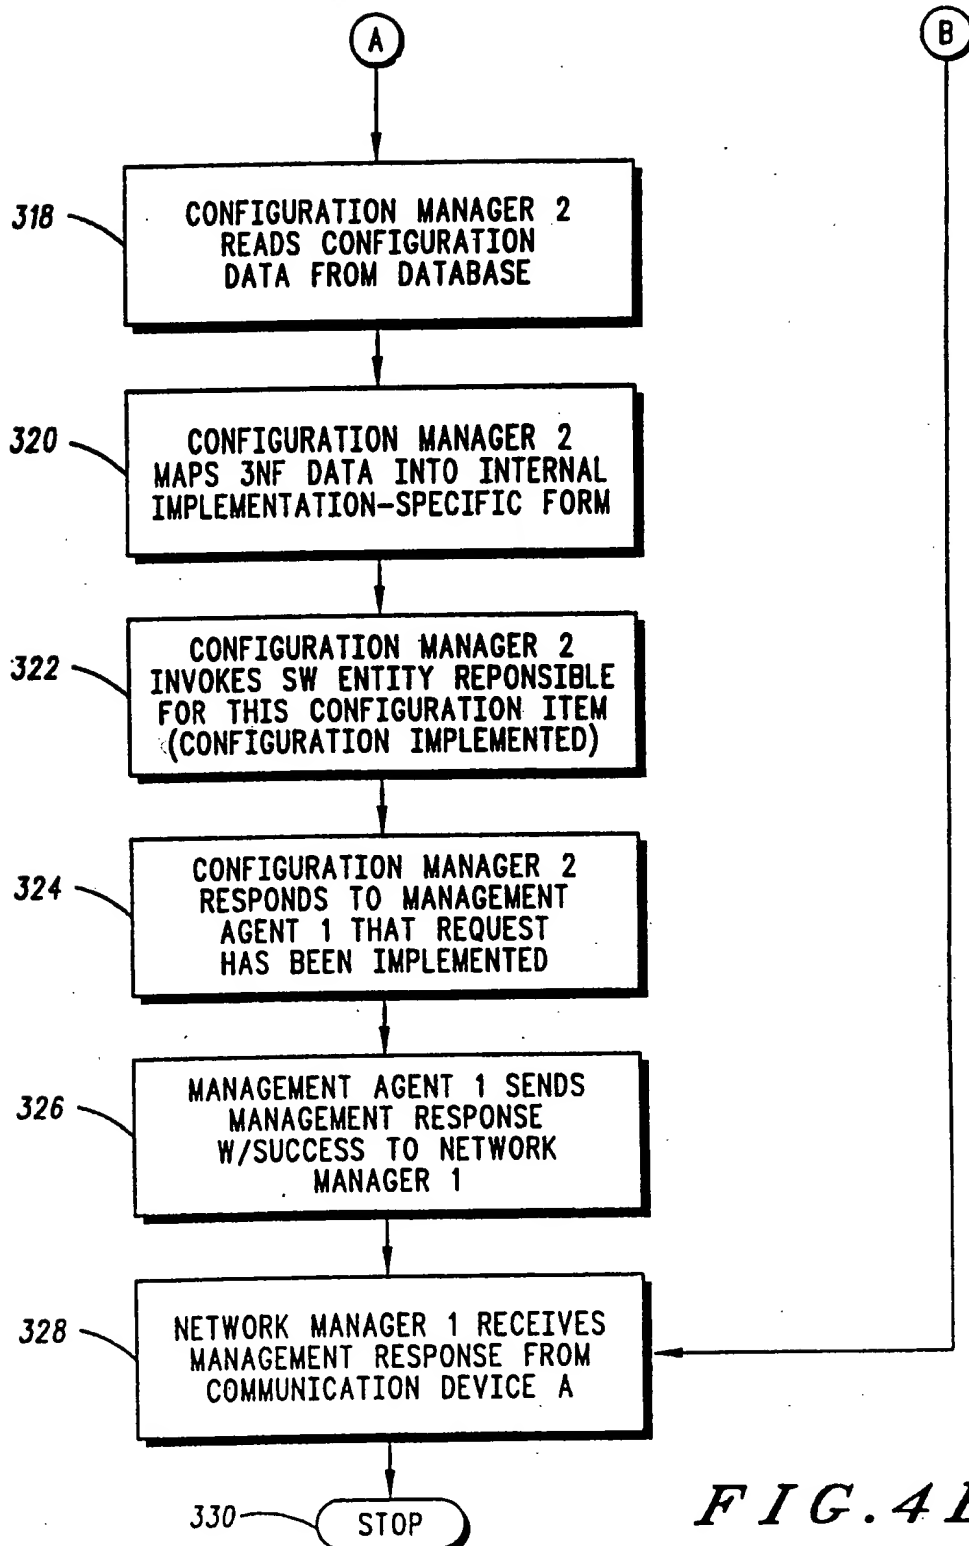 A
B
318
CONFIGURATION MANAGER 2
READS CONFIGURATION
DATA FROM DATABASE
320
CONFIGURATION MANAGER 2
MAPS 3NF DATA INTO INTERNAL
IMPLEMENTATION-SPECIFIC FORM
322
CONFIGURATION MANAGER 2
INVOKES SW ENTITY REPONSIBLE
FOR THIS CONFIGURATION ITEM
(CONFIGURATION IMPLEMENTED)
324
CONFIGURATION MANAGER 2
RESPONDS TO MANAGEMENT
AGENT 1 THAT REQUEST
HAS BEEN IMPLEMENTED
326
MANAGEMENT AGENT 1 SENDS
MANAGEMENT RESPONSE
W/SUCCESS TO NETWORK
MANAGER 1
328
NETWORK MANAGER 1 RECEIVES
MANAGEMENT RESPONSE FROM
COMMUNICATION DEVICE A
330
STOP
FIG.